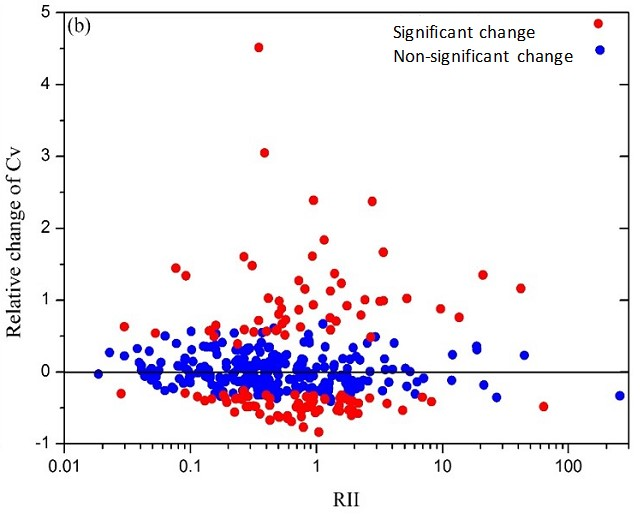 (b)
Significant change
Non-significant change
Relative change of Cv
5
4
3
2
1
0
-1
0.01 0.1 1 10 100
RII